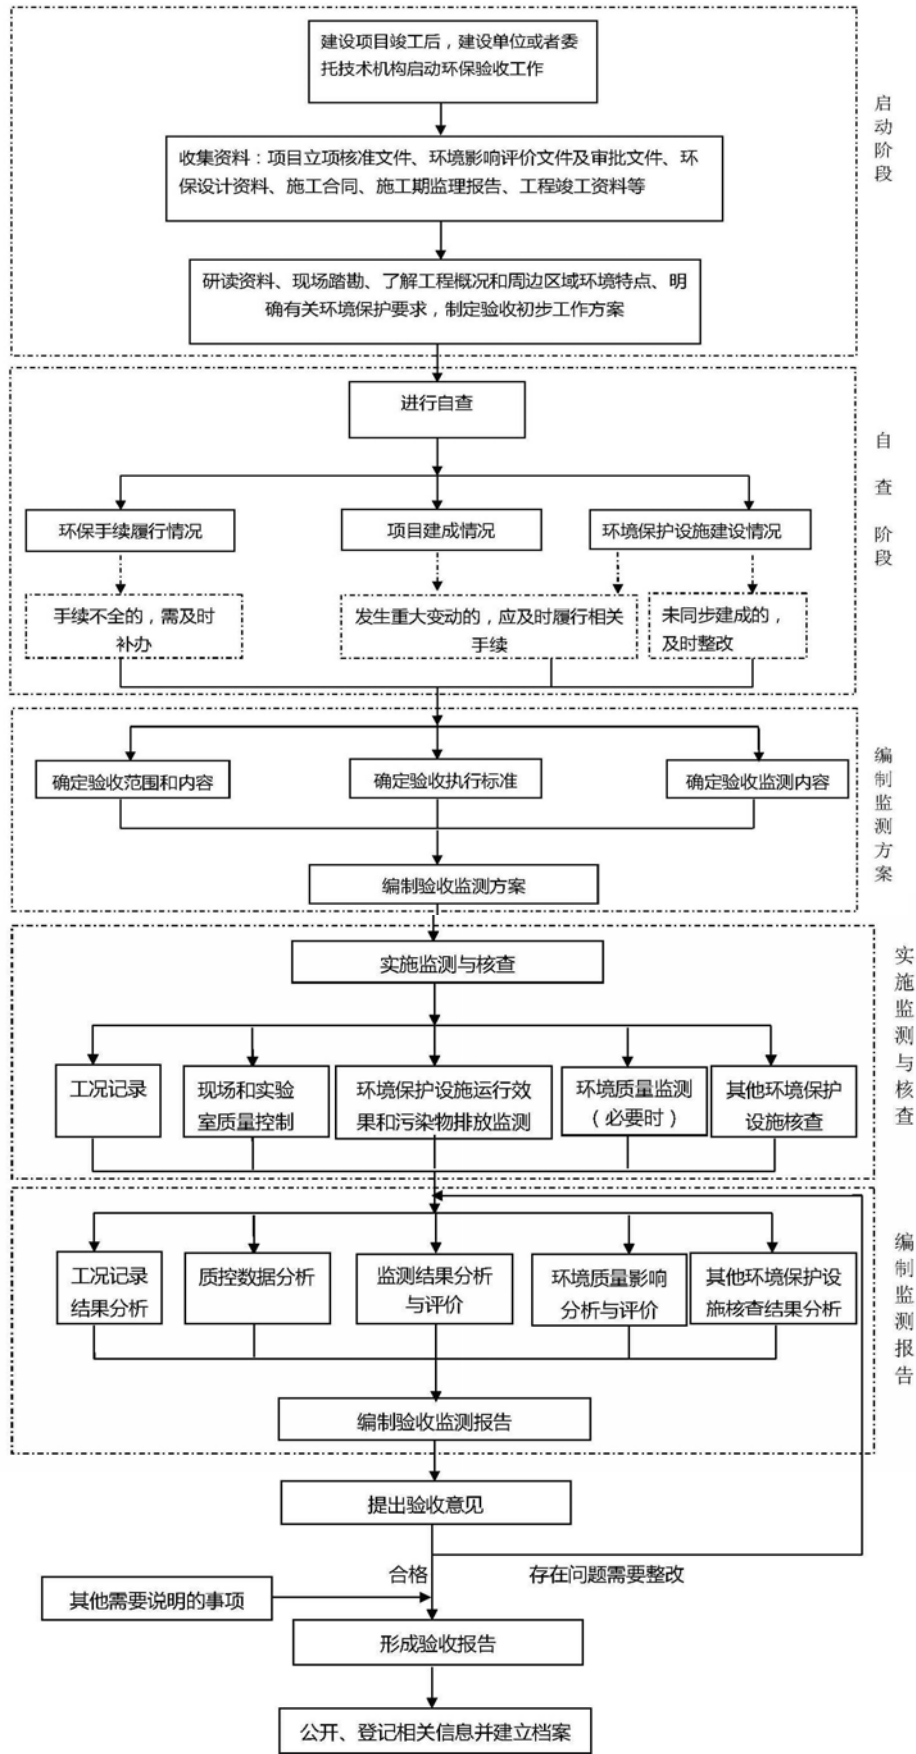 建设项目竣工后，建设单位或者委
托技术机构启动环保验收工作
启动阶段
收集资料：项目立项核准文件、环境影响评价文件及审批文件、环
保设计资料、施工合同、施工期监理报告、工程竣工资料等
研读资料、现场踏勘、了解工程概况和周边区域环境特点、明
确有关环境保护要求，制定验收初步工作方案
进行自查
自查阶段
环保手续履行情况
项目建成情况
环境保护设施建设情况
手续不全的，需及时
补办
发生重大变动的，应及时履行相关
手续
未同步建成的，
及时整改
编制监测方案
确定验收范围和内容
确定验收执行标准
确定验收监测内容
编制验收监测方案
实施监测与核查
实施监测与核查
工况记录
现场和实验
室质量控制
环境保护设施运行效
果和污染物排放监测
环境质量监测
（必要时）
其他环境保护
设施核查
编制监测报告
工况记录
结果分析
质控数据分析
监测结果分析
与评价
环境质量影响
分析与评价
其他环境保护设
施核查结果分析
编制验收监测报告
提出验收意见
合格
存在问题需要整改
其他需要说明的事项
形成验收报告
公开、登记相关信息并建立档案